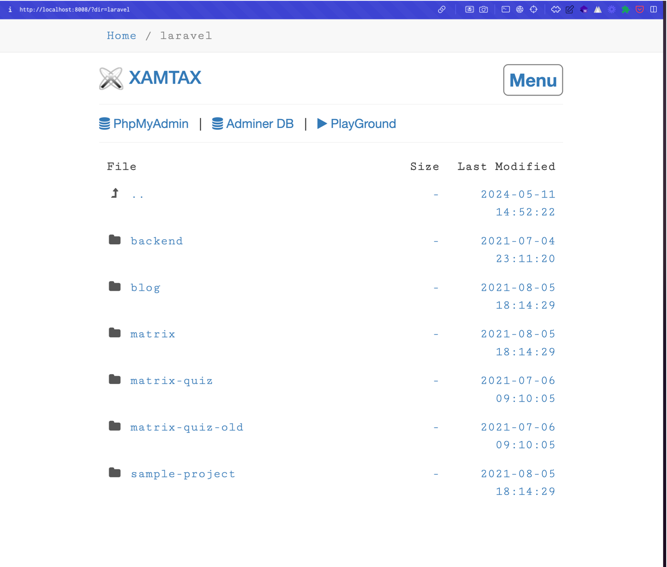 http://localhost:8088/?dir=laravel
Home / laravel
XAMTAX
Menu
PhpMyAdmin | Adminer DB | PlayGround
File Size Last Modified
.. - 2024-05-11
14:52:22
backend - 2021-07-04
23:11:20
blog - 2021-08-05
18:14:29
matrix - 2021-08-05
18:14:29
matrix-quiz - 2021-07-06
09:10:05
matrix-quiz-old - 2021-07-06
09:10:05
sample-project - 2021-08-05
18:14:29